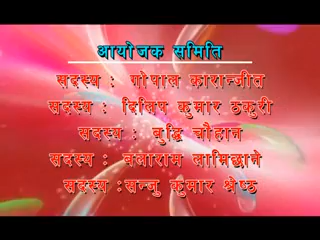 आयोजक समिति
सदस्य : गोपाल कारान्जीत
सदस्य : दिलिप कुमार ठकुरी
सदस्य : बुद्धि चौहान
सदस्य : बलाराम लामिछाने
सदस्य :सन्जु कुमार श्रेष्ठ